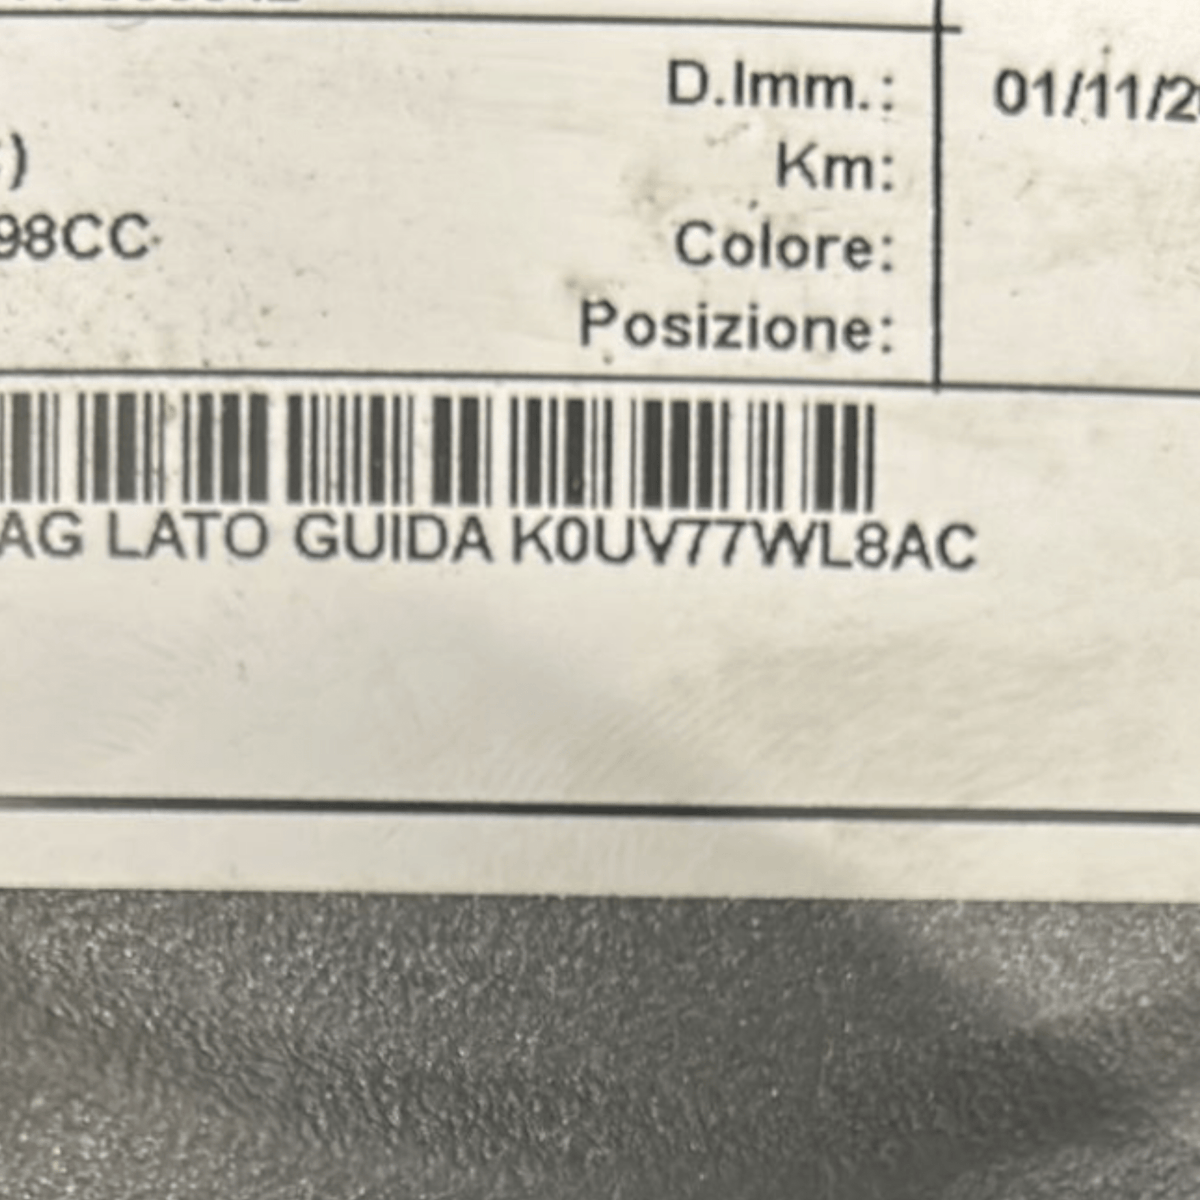 D.Imm.: 01/11/2
Km:
98CC Colore:
Posizione:
AG LATO GUIDA K0UV77WL8AC